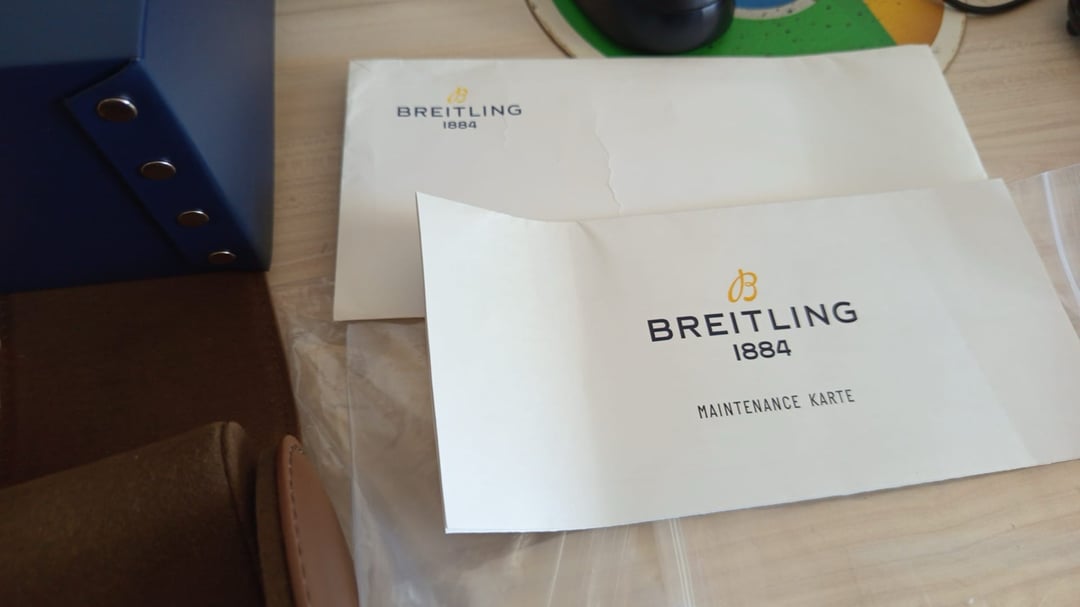 B
BREITLING
1884
B
BREITLING
1884
MAINTENANCE KARTE